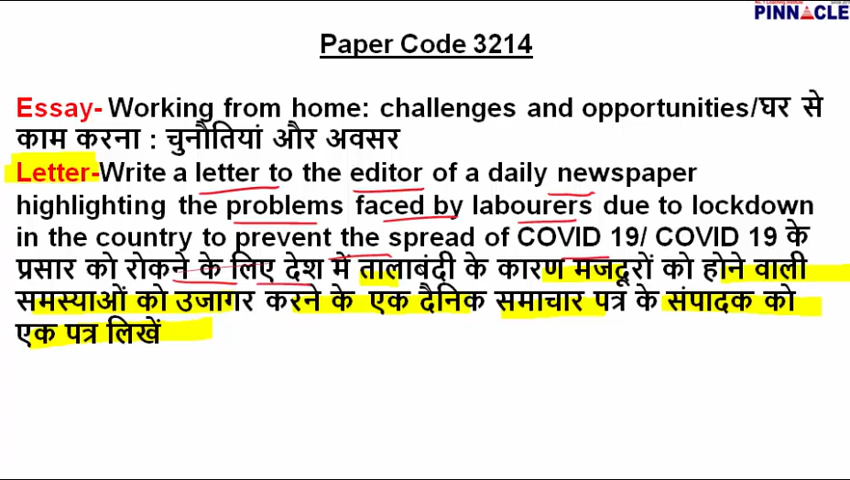 PINNACLE
Paper Code 3214
Essay- Working from home: challenges and opportunities/घर से
काम करना : चुनौतियां और अवसर
Letter-Write a letter to the editor of a daily newspaper
highlighting the problems faced by labourers due to lockdown
in the country to prevent the spread of COVID 19/ COVID 19 के
प्रसार को रोकने के लिए देश में तालाबंदी के कारण मजदूरों को होने वाली
समस्याओं को उजागर करने के एक दैनिक समाचार पत्र के संपादक को
एक पत्र लिखें